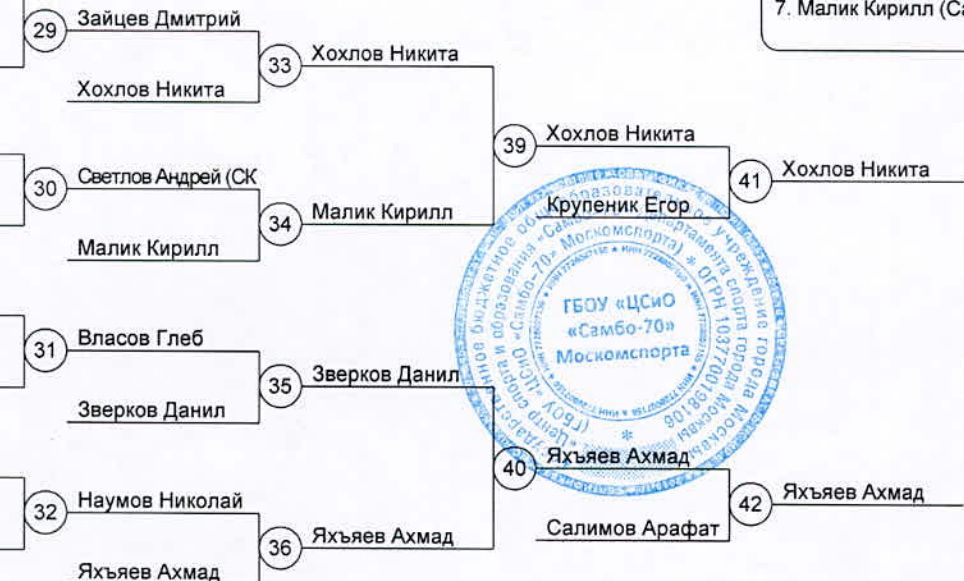 7. Малик Кирилл (Са
29 Зайцев Дмитрий
Хохлов Никита
33 Хохлов Никита
30 Светлов Андрей (СК
Малик Кирилл
34 Малик Кирилл
39 Хохлов Никита
Крупеник Егор
41 Хохлов Никита
31 Власов Глеб
Зверков Данил
35 Зверков Данил
32 Наумов Николай
Яхъяев Ахмад
36 Яхъяев Ахмад
40 Яхъяев Ахмад
Салимов Арафат
42 Яхъяев Ахмад
ГБОУ «ЦСиО
«Самбо-70»
Москомспорта